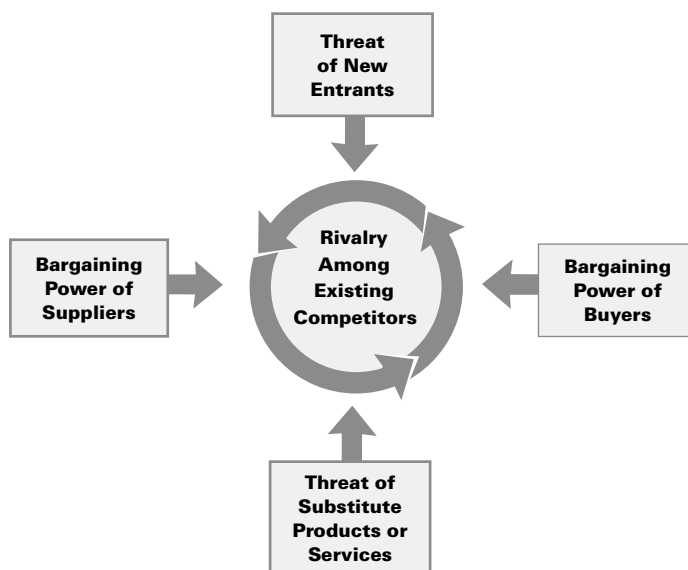 Threat
of New
Entrants
Bargaining
Power of
Suppliers
Rivalry
Among
Existing
Competitors
Bargaining
Power of
Buyers
Threat of
Substitute
Products or
Services